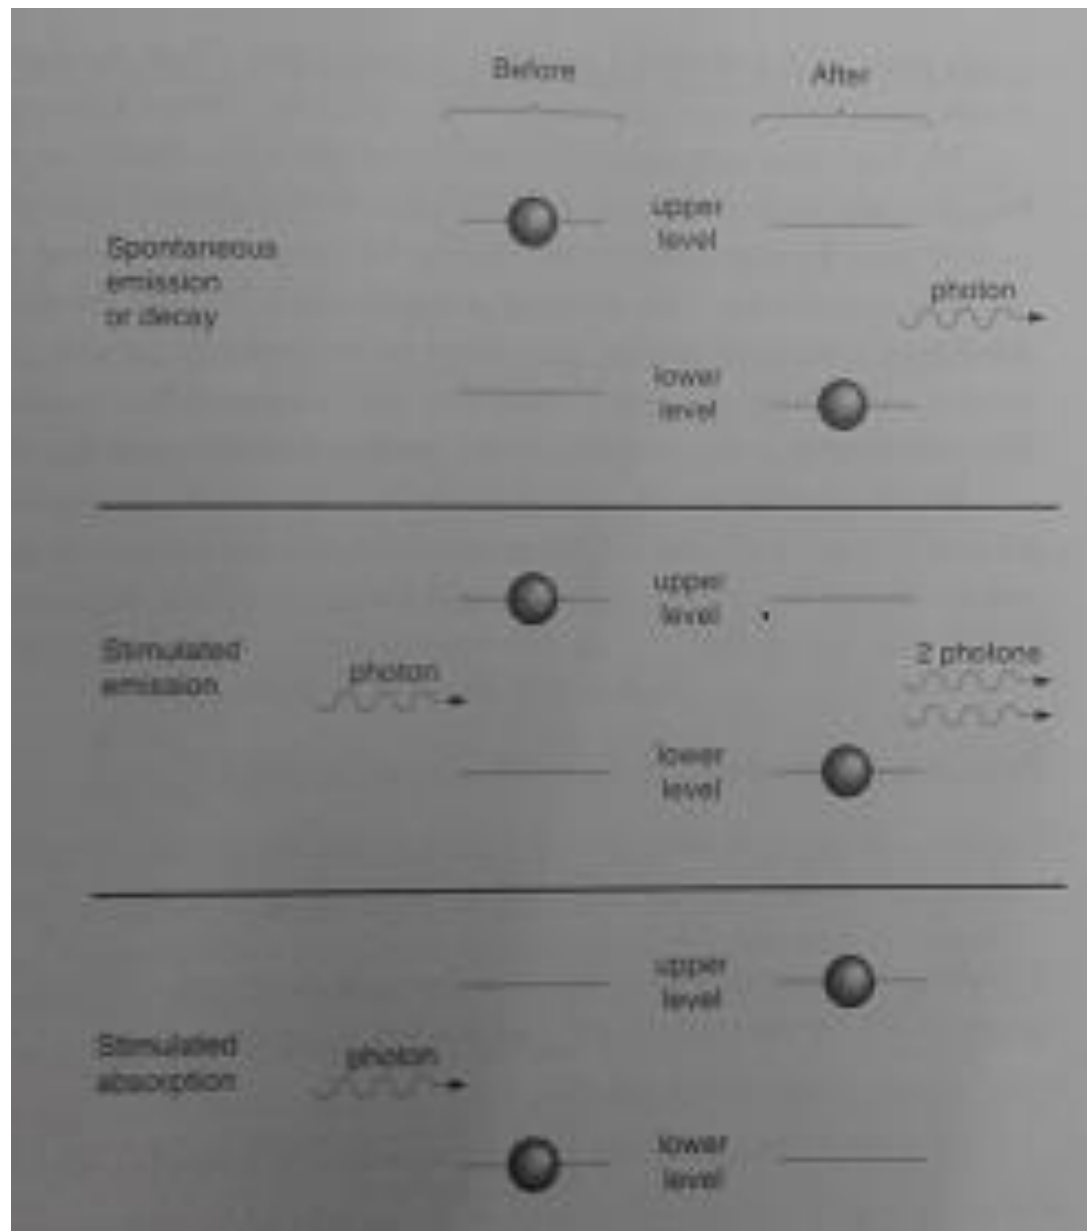 Before
After
Spontaneous
emission
or decay
upper
level
photon
lower
level
Stimulated
emission
photon
upper
level
2 photons
lower
level
Stimulated
absorption
photon
upper
level
lower
level